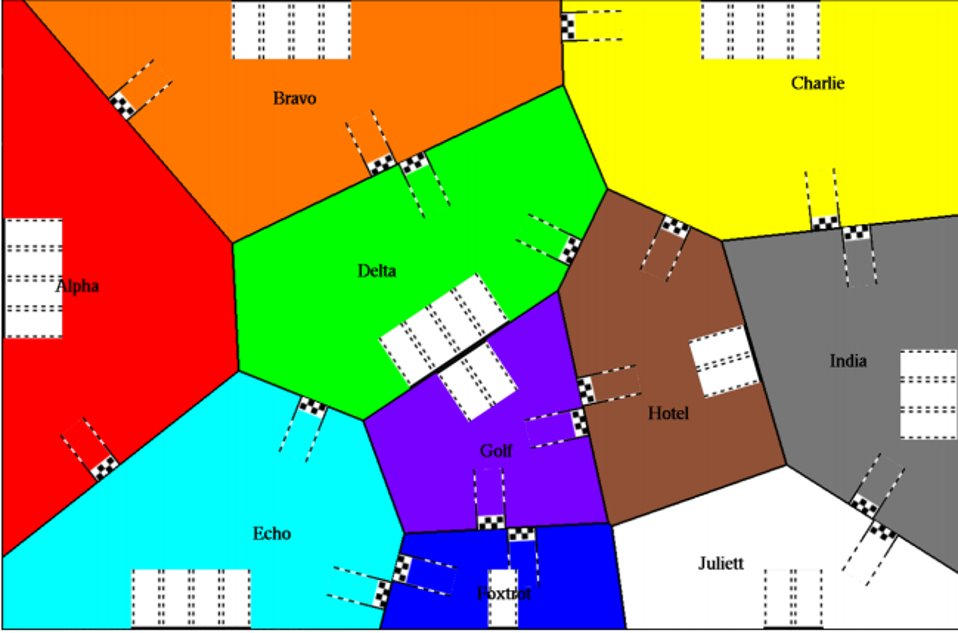 Charlie
Bravo
Delta
Alpha
India
Hotel
Golf
Echo
Juliett
Foxtrot